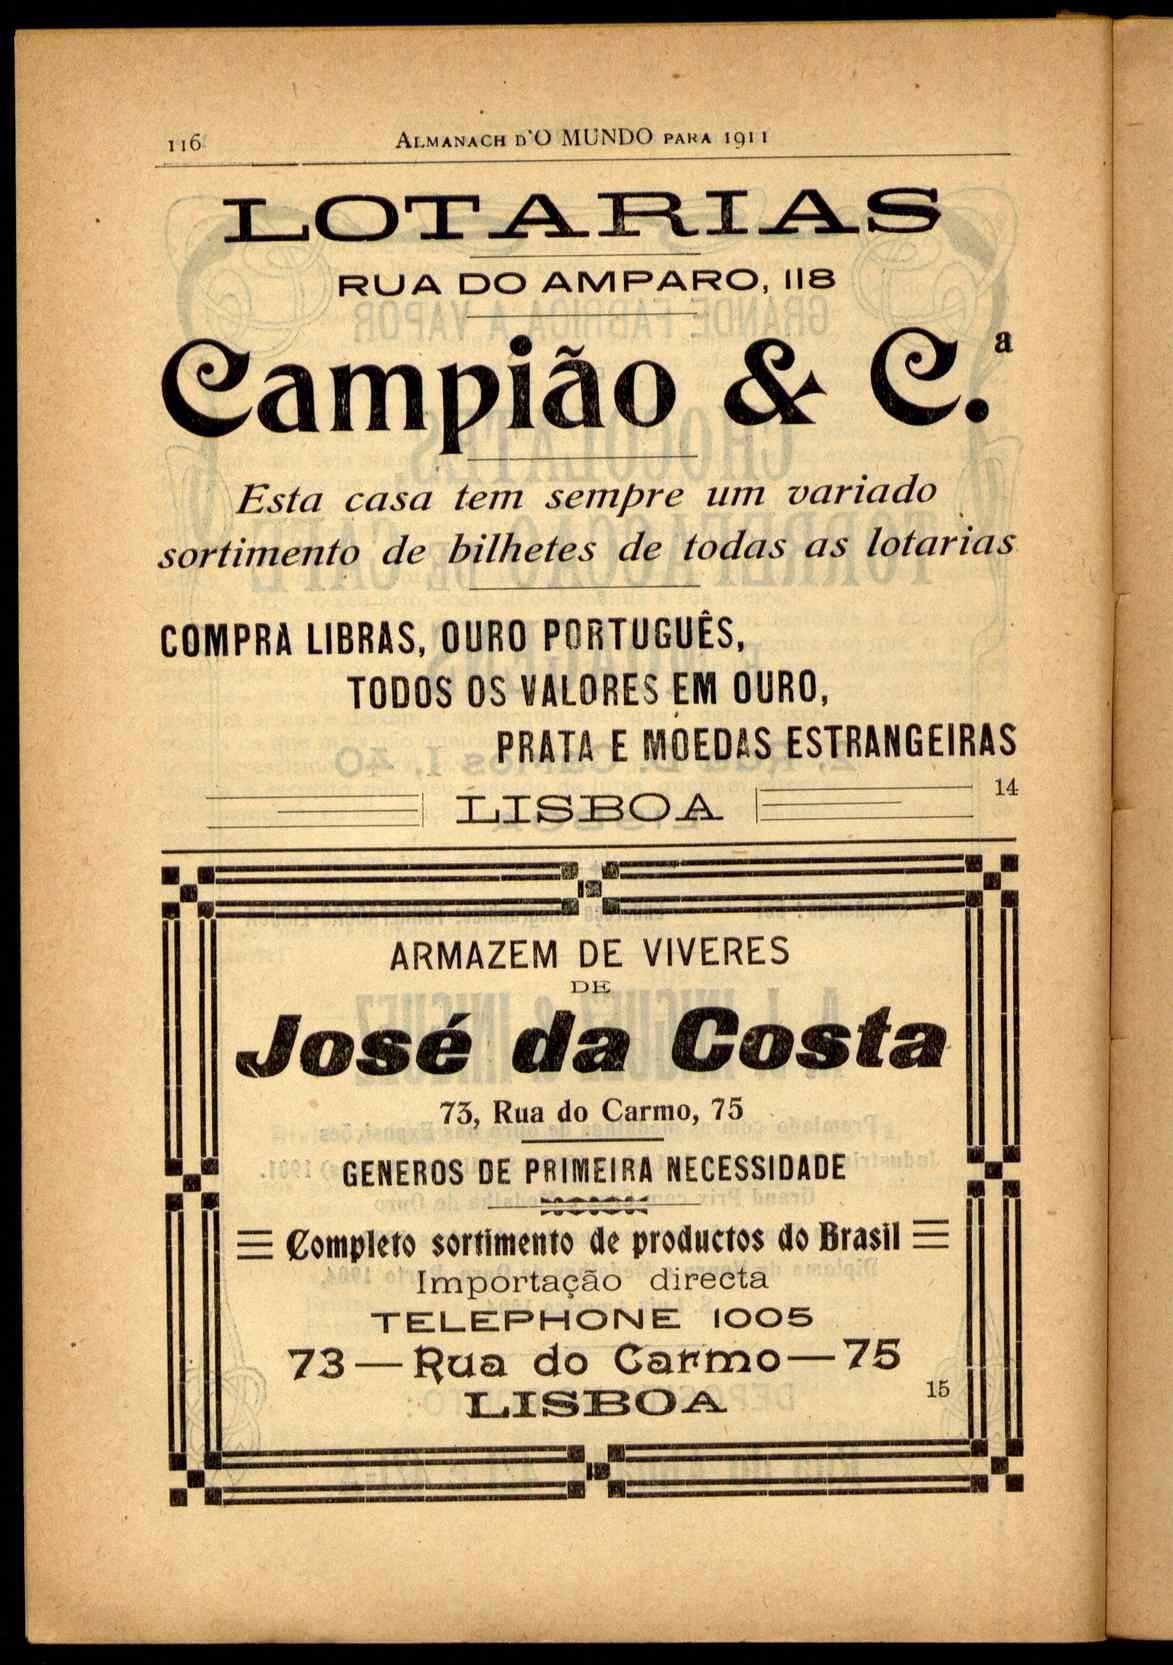 116
ALMANACH D'O MUNDO PARA 1911
LOTARIAS
RUA DO AMPARO, 118
Campião & C.ª
Esta casa tem sempre um variado
sortimento de bilhetes de todas as lotarias
COMPRA LIBRAS, OURO PORTUGUÊS,
TODOS OS VALORES EM OURO,
PRATA E MOEDAS ESTRANGEIRAS
14
LISBOA
ARMAZEM DE VIVERES
DE
José da Costa
73, Rua do Carmo, 75
GENEROS DE PRIMEIRA NECESSIDADE
Completo sortimento de productos do Brasil
Importação directa
TELEPHONE 1005
73—Rua do Carmo—75
LISBOA
15